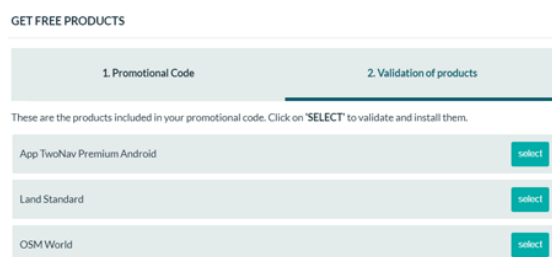 GET FREE PRODUCTS
1. Promotional Code
2. Validation of products
These are the products included in your promotional code. Click on 'SELECT' to validate and install them.
App TwoNav Premium Android
select
Land Standard
select
OSM World
select